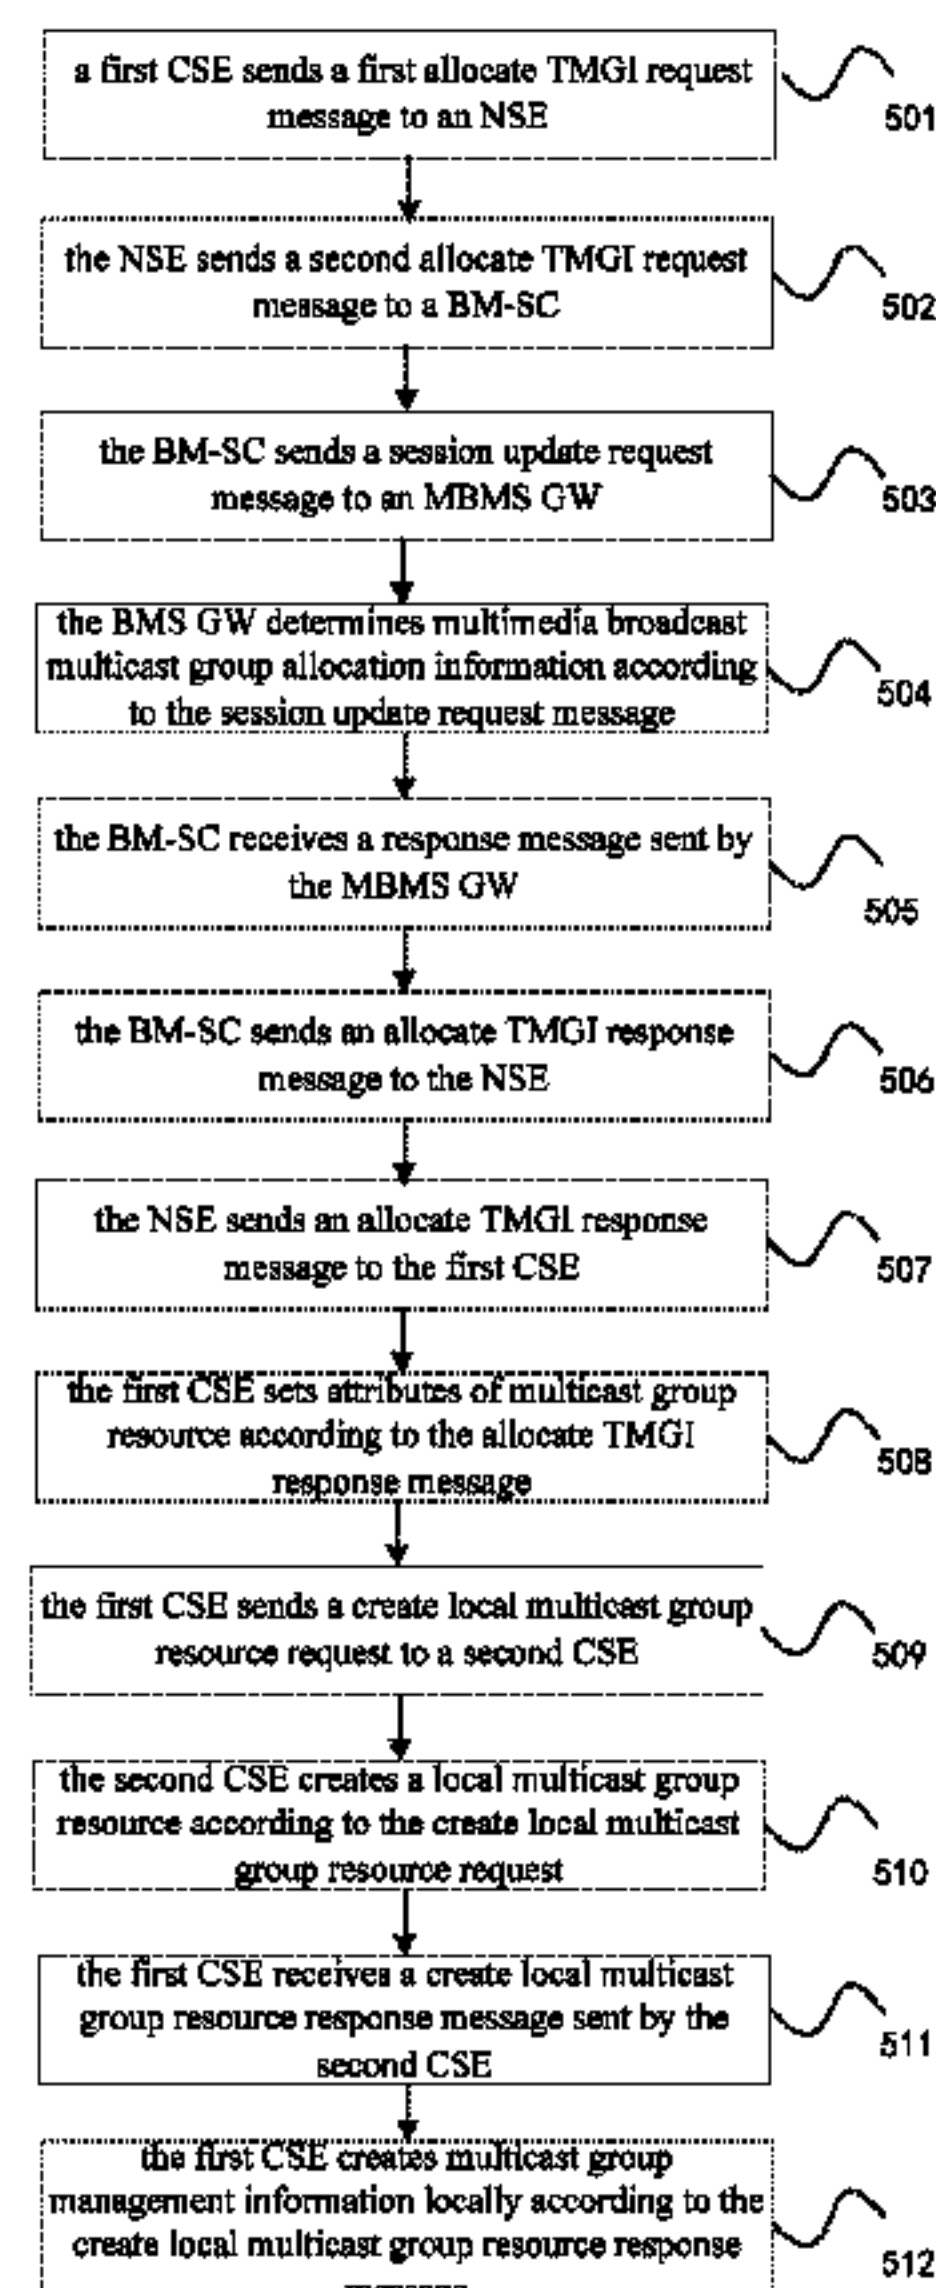 a first CSE sends a first allocate TMGI request
message to an NSE
501
the NSE sends a second allocate TMGI request
message to a BM-SC
502
the BM-SC sends a session update request
message to an MBMS GW
503
the BMS GW determines multimedia broadcast
multicast group allocation information according
to the session update request message
504
the BM-SC receives a response message sent by
the MBMS GW
505
the BM-SC sends an allocate TMGI response
message to the NSE
506
the NSE sends an allocate TMGI response
message to the first CSE
507
the first CSE sets attributes of multicast group
resource according to the allocate TMGI
response message
508
the first CSE sends a create local multicast group
resource request to a second CSE
509
the second CSE creates a local multicast group
resource according to the create local multicast
group resource request
510
the first CSE receives a create local multicast
group resource response message sent by the
second CSE
511
the first CSE creates multicast group
management information locally according to the
create local multicast group resource response
512